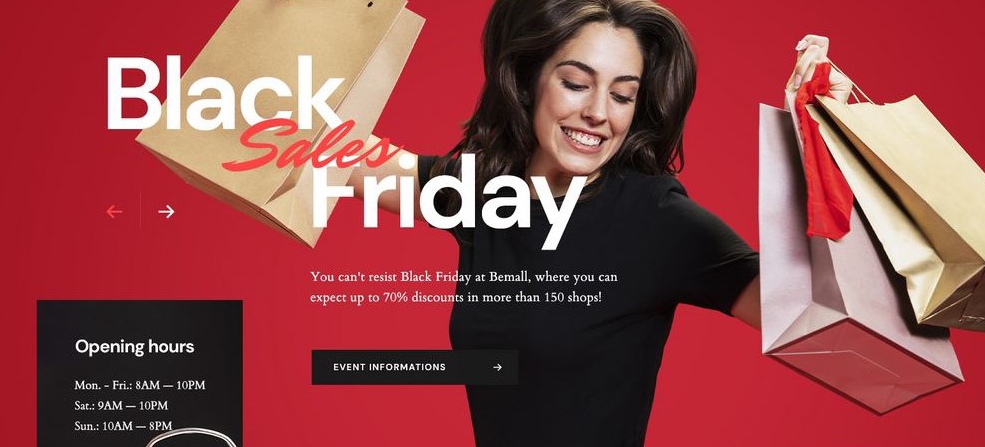 Black
Sales
Friday
You can't resist Black Friday at Bemall, where you can
expect up to 70% discounts in more than 150 shops!
EVENT INFORMATIONS
Opening hours
Mon. - Fri.: 8AM — 10PM
Sat.: 9AM — 10PM
Sun.: 10AM — 8PM